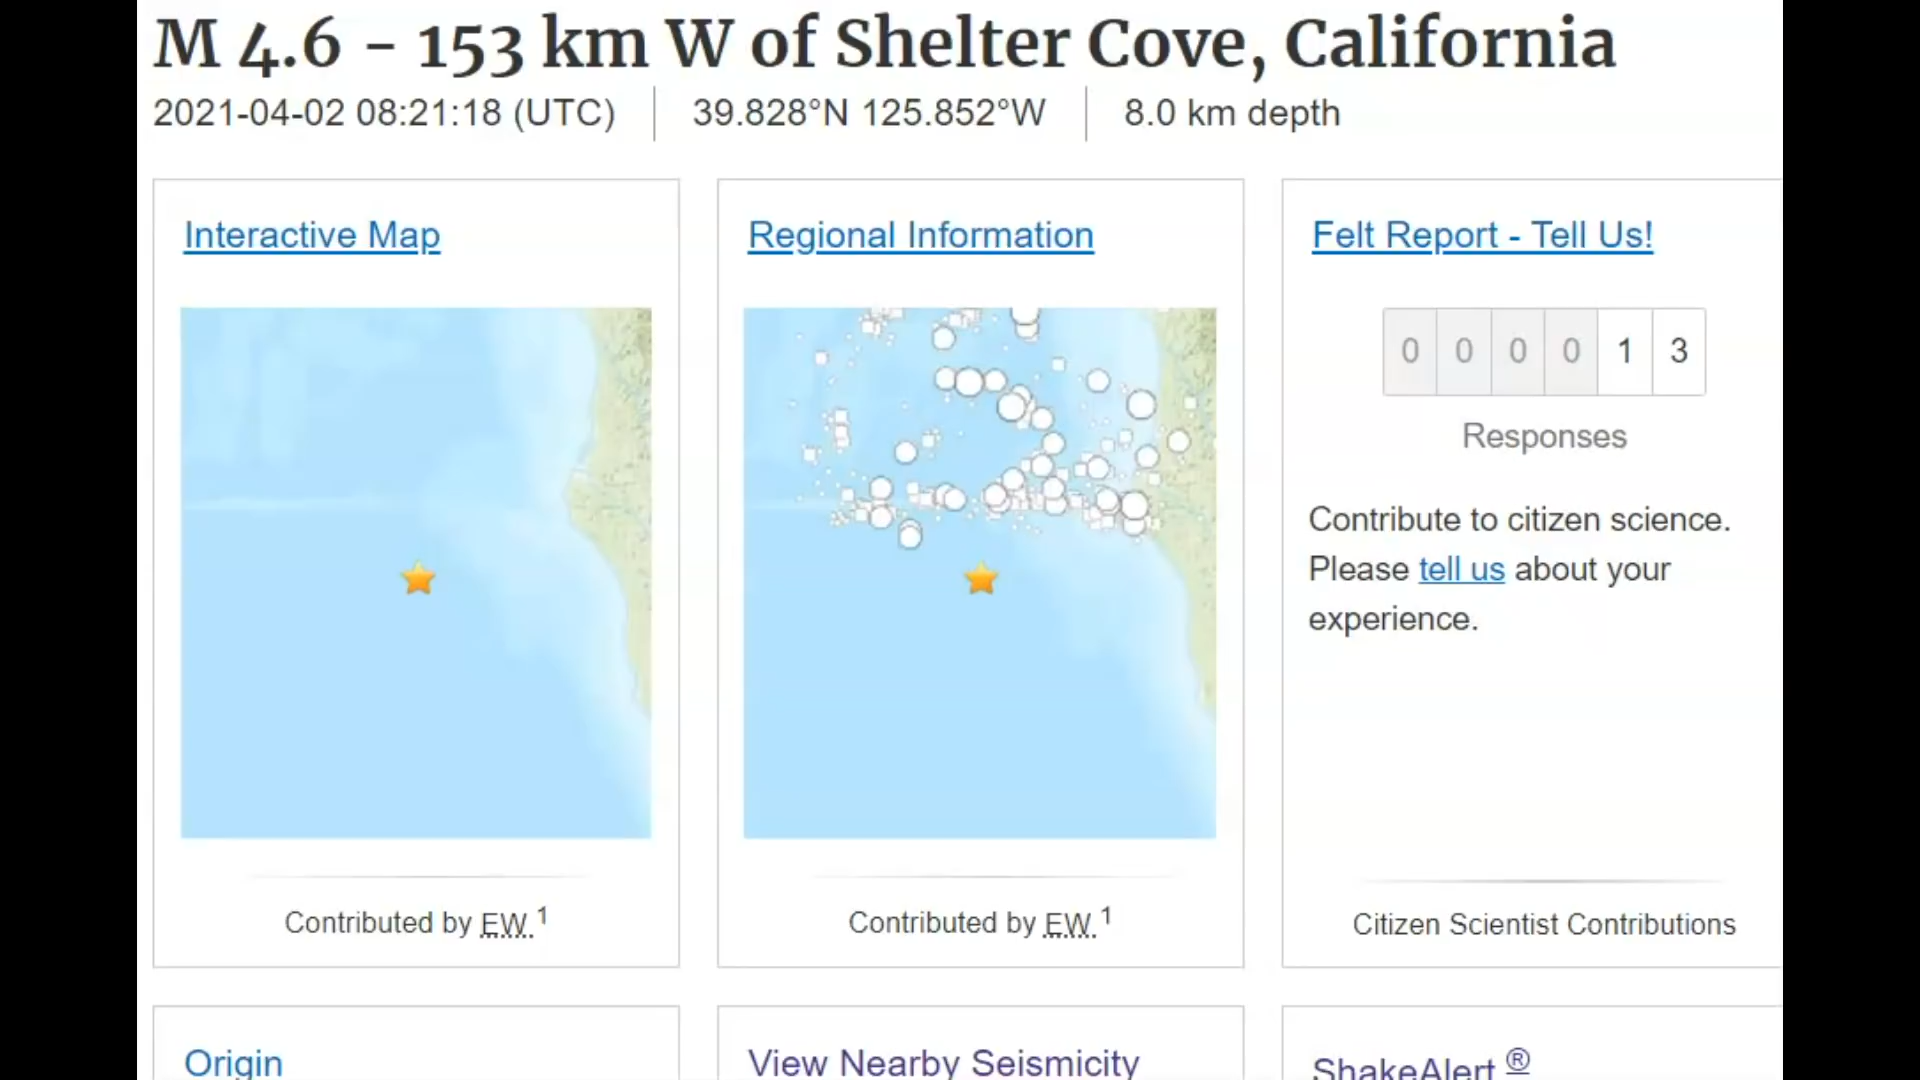 M 4.6 - 153 km W of Shelter Cove, California
2021-04-02 08:21:18 (UTC) 39.828°N 125.852°W 8.0 km depth
Interactive Map
Contributed by EW 1
Regional Information
Contributed by EW 1
Felt Report - Tell Us!
0 0 0 0 1 3
Responses
Contribute to citizen science.
Please tell us about your
experience.
Citizen Scientist Contributions
Origin
View Nearby Seismicity
ShakeAlert ®